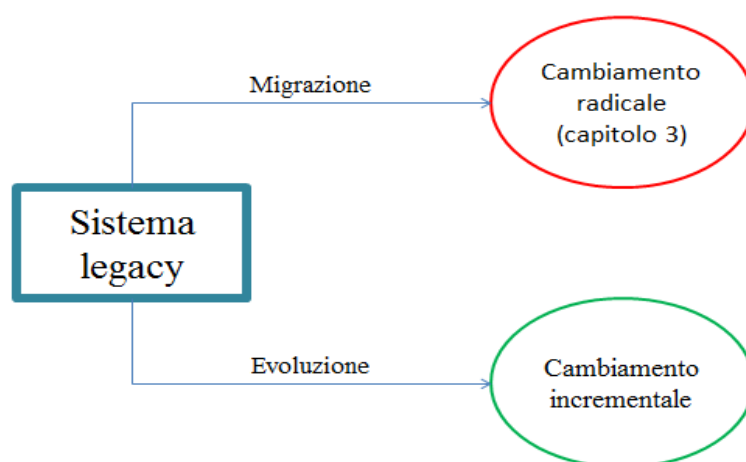 Migrazione
Cambiamento
radicale
(capitolo 3)
Sistema
legacy
Evoluzione
Cambiamento
incrementale